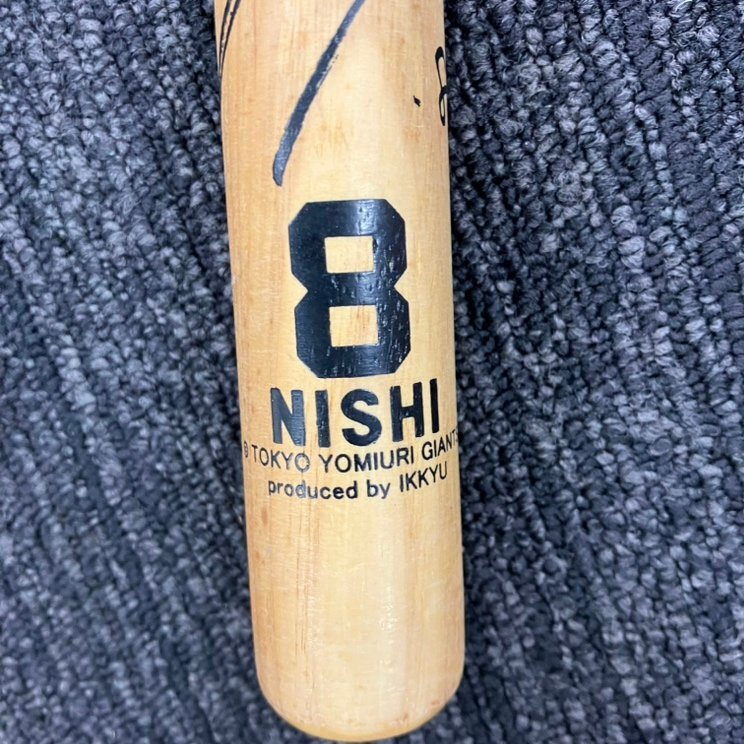 8
NISHI
© TOKYO YOMIURI GIANTS
produced by IKKYU